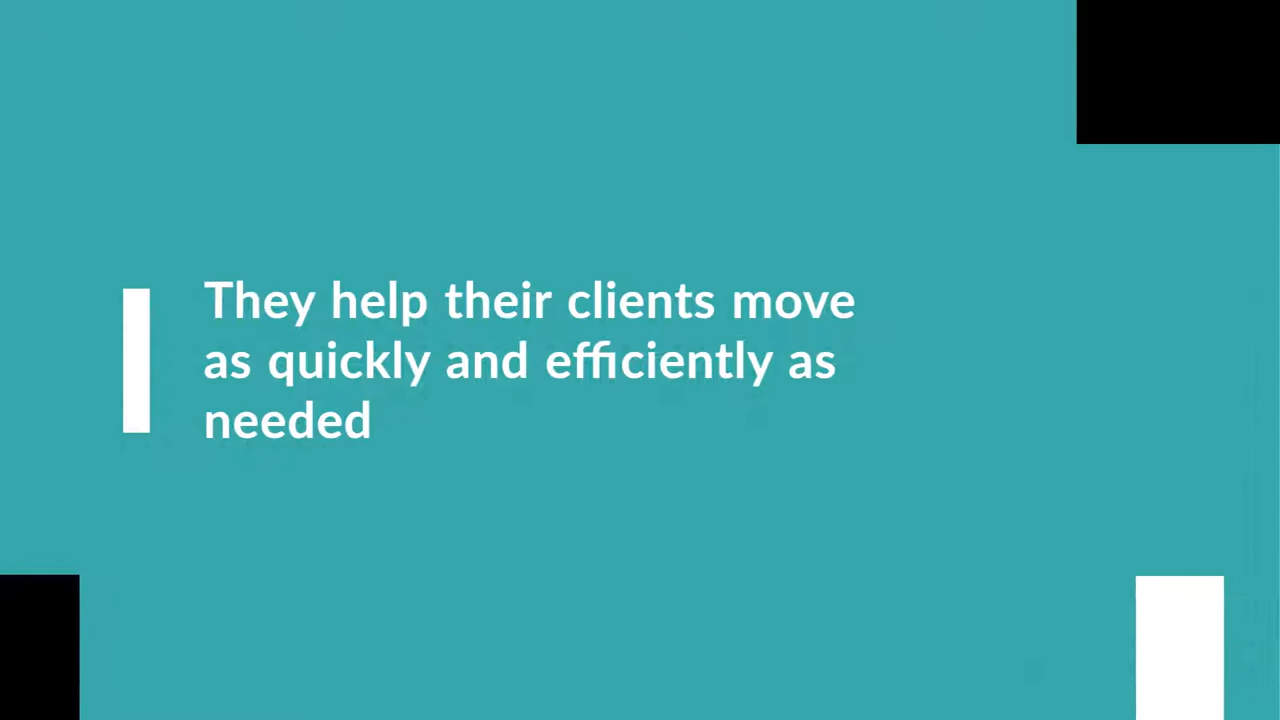 They help their clients move
as quickly and efficiently as
needed